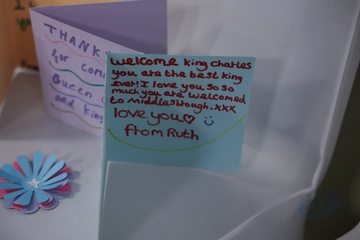 THANK
for com
Queen C
and king
welcome king charles
you are the best king
ever! I love you so so
much you are welcomed
to middlesbough.xxx
love you
from Ruth